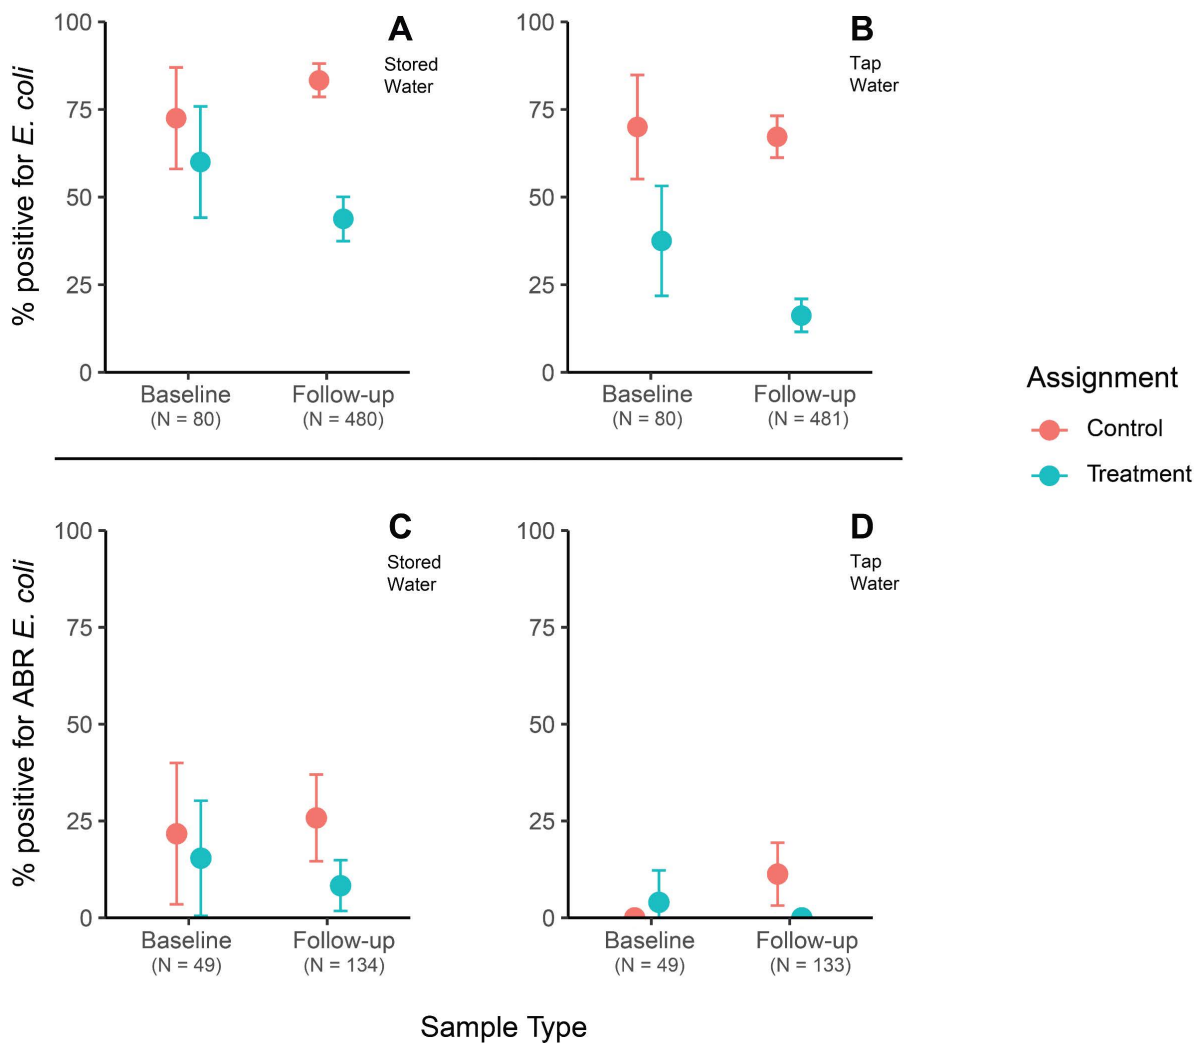 A
Stored
Water
% positive for E. coli
100
75
50
25
0
Baseline
(N = 80)
Follow-up
(N = 480)
B
Tap
Water
100
75
50
25
0
Baseline
(N = 80)
Follow-up
(N = 481)
Assignment
Control
Treatment
C
Stored
Water
% positive for ABR E. coli
100
75
50
25
0
Baseline
(N = 49)
Follow-up
(N = 134)
D
Tap
Water
100
75
50
25
0
Baseline
(N = 49)
Follow-up
(N = 133)
Sample Type